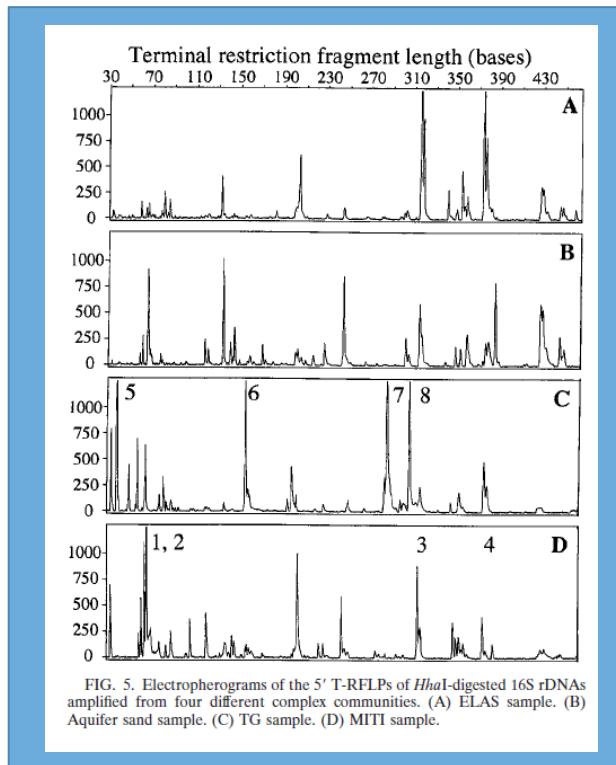 Terminal restriction fragment length (bases)
30 70 110 150 190 230 270 310 350 390 430
1000
750
500
250
0
A
1000
750
500
250
0
B
1000
750
500
250
0
5 6 7 8 C
1000
750
500
250
0
1, 2 3 4 D
FIG. 5. Electropherograms of the 5′ T-RFLPs of HhaI-digested 16S rDNAs
amplified from four different complex communities. (A) ELAS sample. (B)
Aquifer sand sample. (C) TG sample. (D) MITI sample.